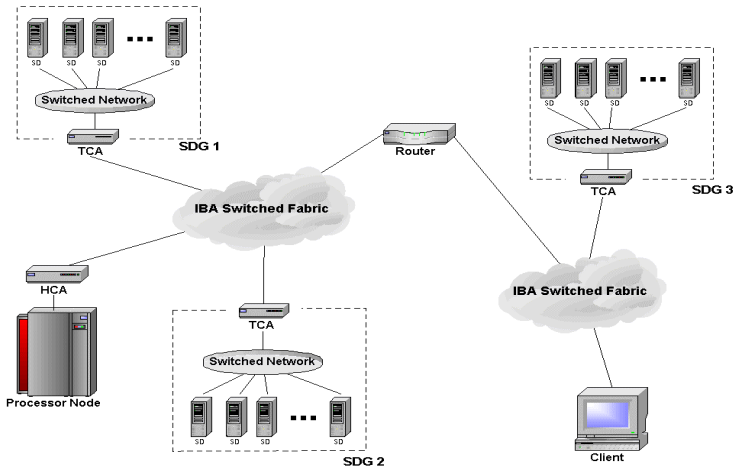 SD SD SD SD
Switched Network
TCA
SDG 1
Router
SD SD SD SD
Switched Network
TCA
SDG 3
IBA Switched Fabric
HCA
Processor Node
IBA Switched Fabric
TCA
Switched Network
SD SD SD SD
SDG 2
Client